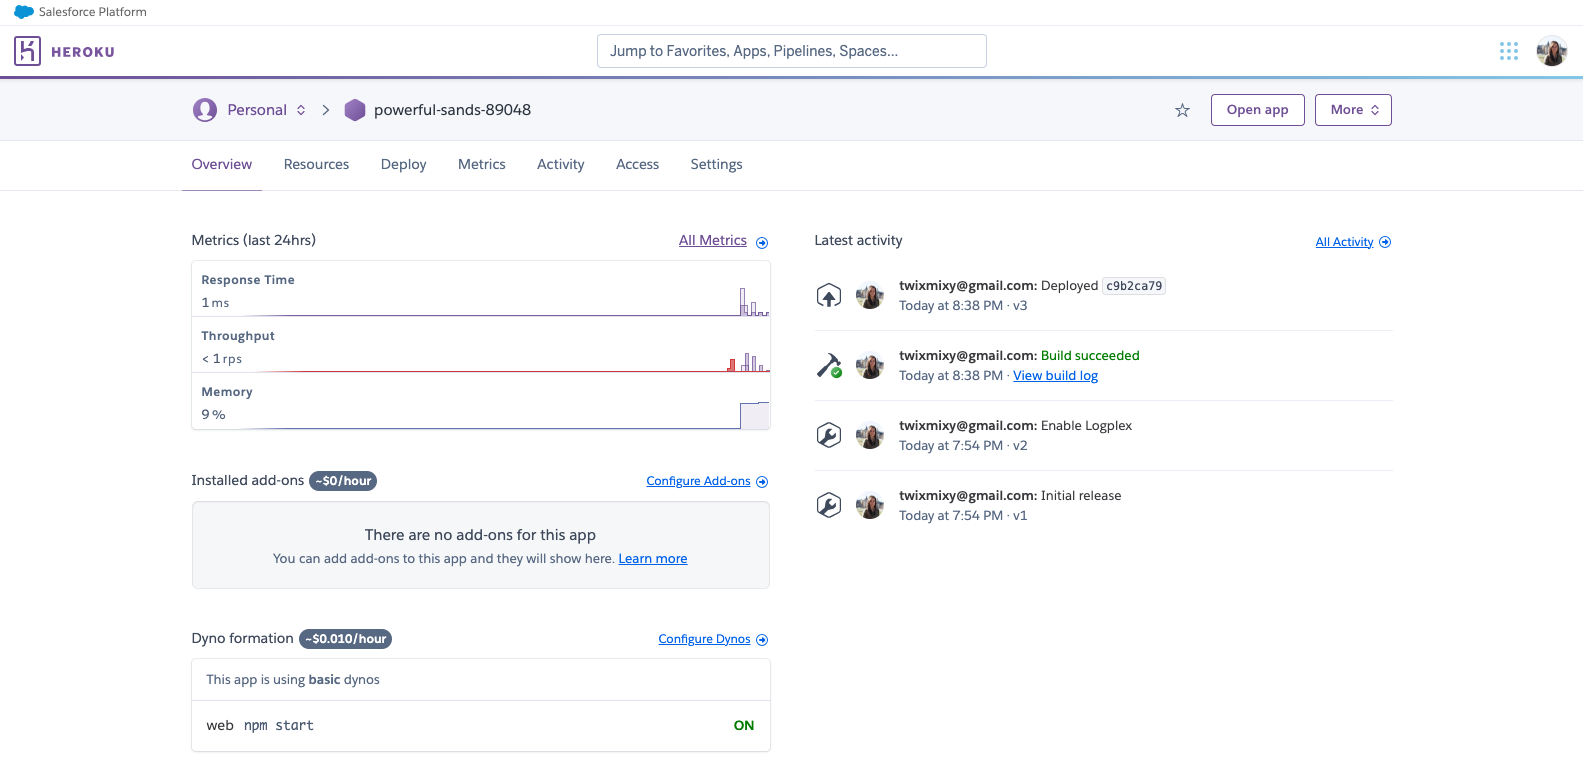 Salesforce Platform
HEROKU
Jump to Favorites, Apps, Pipelines, Spaces...
Personal
powerful-sands-89048
Open app
More
Overview
Resources
Deploy
Metrics
Activity
Access
Settings
Metrics (last 24hrs)
All Metrics
Response Time
1 ms
Throughput
< 1 rps
Memory
9 %
Installed add-ons ~$0/hour
Configure Add-ons
There are no add-ons for this app
You can add add-ons to this app and they will show here. Learn more
Dyno formation ~$0.010/hour
Configure Dynos
This app is using basic dynos
web npm start
ON
Latest activity
All Activity
twixmixy@gmail.com: Deployed c9b2ca79
Today at 8:38 PM · v3
twixmixy@gmail.com: Build succeeded
Today at 8:38 PM · View build log
twixmixy@gmail.com: Enable Logplex
Today at 7:54 PM · v2
twixmixy@gmail.com: Initial release
Today at 7:54 PM · v1